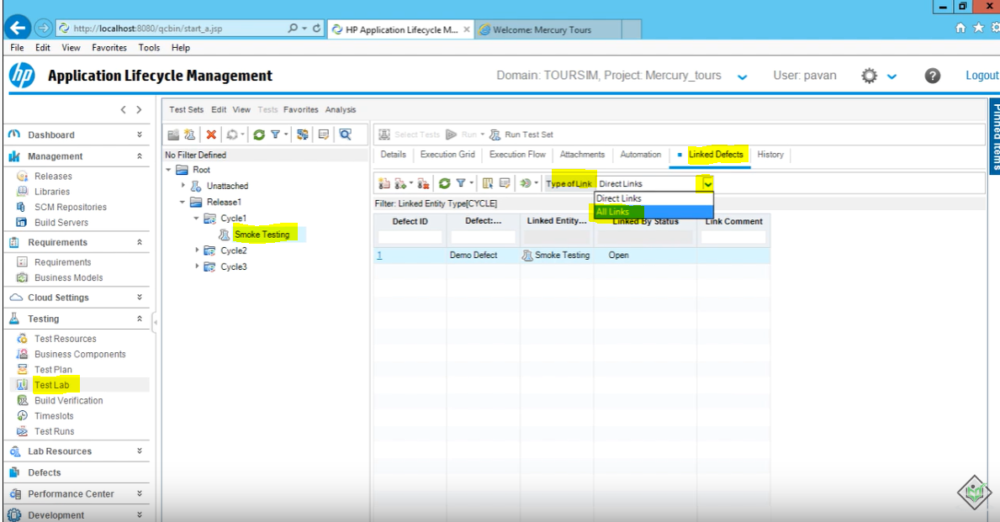 http://localhost:8080/qcbin/start_a.jsp
HP Application Lifecycle M...
Welcome: Mercury Tours
File Edit View Favorites Tools Help
hp
Application Lifecycle Management
Domain: TOURSIM, Project: Mercury_tours
User: pavan
Logout
Pinned Items
Dashboard
Management
Releases
Libraries
SCM Repositories
Build Servers
Requirements
Requirements
Business Models
Cloud Settings
Testing
Test Resources
Business Components
Test Plan
Test Lab
Build Verification
Timeslots
Test Runs
Lab Resources
Defects
Performance Center
Development
Test Sets Edit View Tests Favorites Analysis
No Filter Defined
Root
Unattached
Release1
Cycle1
Smoke Testing
Cycle2
Cycle3
Select Tests Run Run Test Set
Details Execution Grid Execution Flow Attachments Automation Linked Defects History
Type of Link Direct Links
Direct Links
All Links
Filter: Linked Entity Type[CYCLE]
Defect ID Defect:... Linked Entity... Linked By Status Link Comment
1 Demo Defect Smoke Testing Open